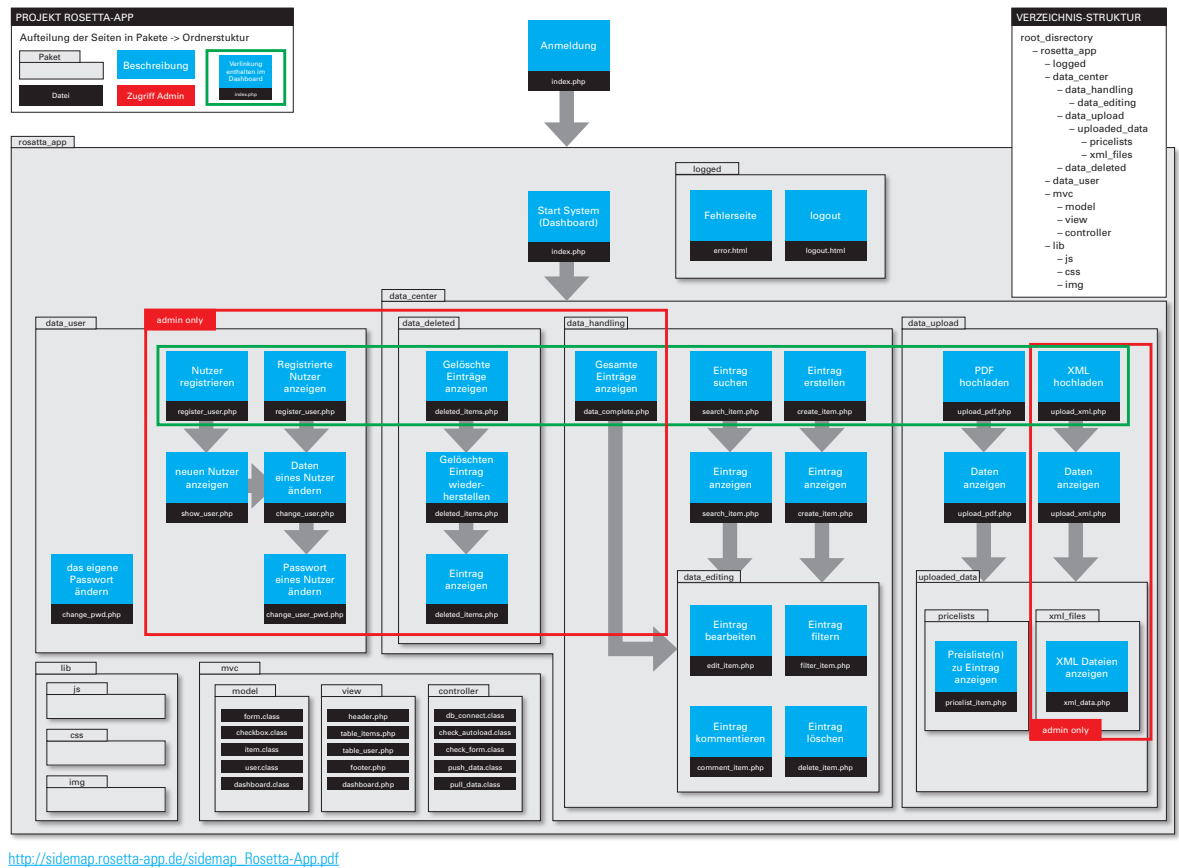 PROJEKT ROSETTA-APP
Aufteilung der Seiten in Pakete -> Ordnerstuktur
Paket
Beschreibung
Verlinkung
enthalten im
Dashboard
index.php
Datei
Zugriff Admin
Anmeldung
index.php
VERZEICHNIS-STRUKTUR
root_disrectory
– rosetta_app
– logged
– data_center
– data_handling
– data_editing
– data_upload
– uploaded_data
– pricelists
– xml_files
– data_deleted
– data_user
– mvc
– model
– view
– controller
– lib
– js
– css
– img
rosatta_app
Start System
(Dashboard)
index.php
logged
Fehlerseite
error.html
logout
logout.html
data_center
data_user
admin only
Nutzer
registrieren
register_user.php
Registrierte
Nutzer
anzeigen
register_user.php
neuen Nutzer
anzeigen
show_user.php
Daten
eines Nutzer
ändern
change_user.php
das eigene
Passwort
ändern
change_pwd.php
Passwort
eines Nutzer
ändern
change_user_pwd.php
data_deleted
Gelöschte
Einträge
anzeigen
deleted_items.php
Gelöschten
Eintrag
wieder-
herstellen
deleted_items.php
Eintrag
anzeigen
deleted_items.php
data_handling
Gesamte
Einträge
anzeigen
data_complete.php
Eintrag
suchen
search_item.php
Eintrag
erstellen
create_item.php
Eintrag
anzeigen
search_item.php
Eintrag
anzeigen
create_item.php
data_editing
Eintrag
bearbeiten
edit_item.php
Eintrag
filtern
filter_item.php
Eintrag
kommentieren
comment_item.php
Eintrag
löschen
delete_item.php
data_upload
PDF
hochladen
upload_pdf.php
XML
hochladen
upload_xml.php
Daten
anzeigen
upload_pdf.php
Daten
anzeigen
upload_xml.php
uploaded_data
pricelists
Preisliste(n)
zu Eintrag
anzeigen
pricelist_item.php
xml_files
XML Dateien
anzeigen
xml_data.php
admin only
lib
js
css
img
mvc
model
form.class
checkbox.class
item.class
user.class
dashboard.class
view
header.php
table_items.php
table_user.php
footer.php
dashboard.php
controller
db_connect.class
check_autoload.class
check_form.class
push_data.class
pull_data.class
http://sidemap.rosetta-app.de/sidemap_Rosetta-App.pdf